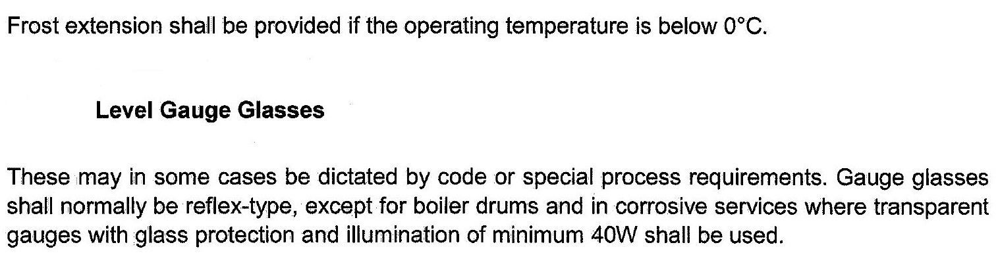 Frost extension shall be provided if the operating temperature is below 0°C.
Level Gauge Glasses
These may in some cases be dictated by code or special process requirements. Gauge glasses
shall normally be reflex-type, except for boiler drums and in corrosive services where transparent
gauges with glass protection and illumination of minimum 40W shall be used.